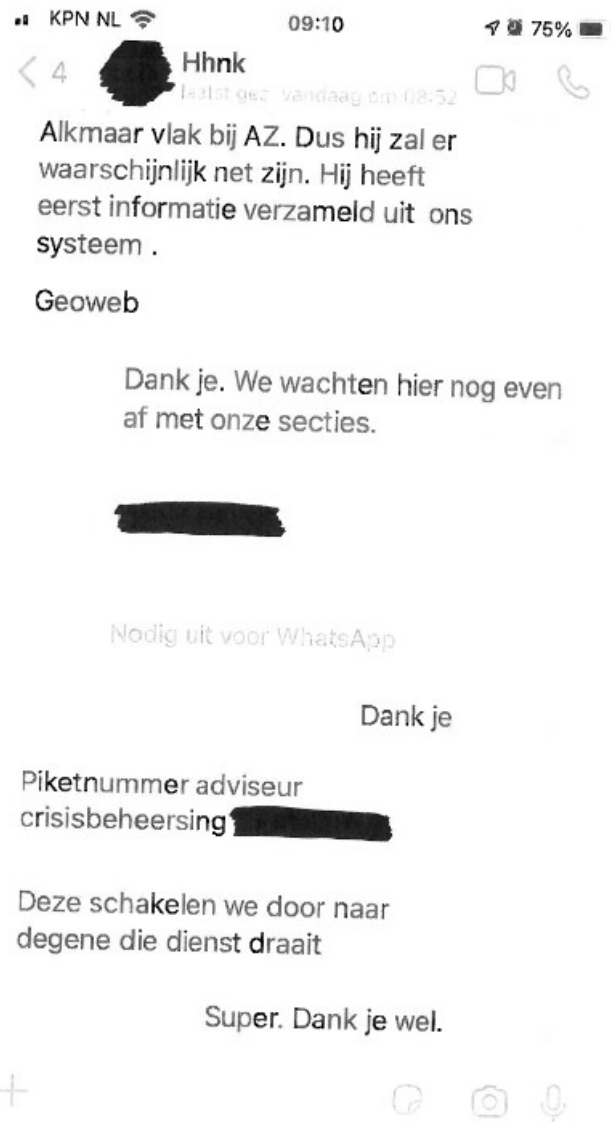 KPN NL 09:10 75%
4 Hhnk
laatst gez. vandaag om 08:52
Alkmaar vlak bij AZ. Dus hij zal er
waarschijnlijk net zijn. Hij heeft
eerst informatie verzameld uit ons
systeem .
Geoweb
Dank je. We wachten hier nog even
af met onze secties.
Nodig uit voor WhatsApp
Dank je
Piketnummer adviseur
crisisbeheersing
Deze schakelen we door naar
degene die dienst draait
Super. Dank je wel.